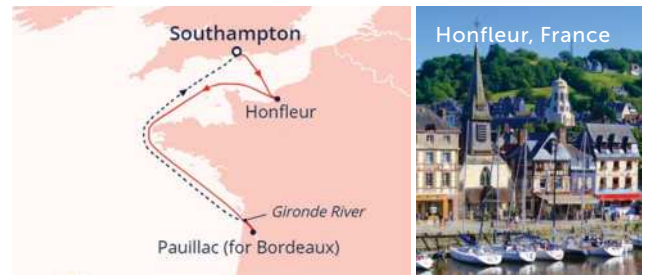 Southampton
Honfleur
Gironde River
Pauillac (for Bordeaux)
Honfleur, France